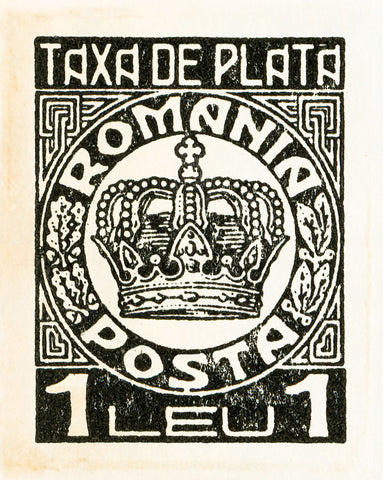 TAXA DE PLATA
ROMANIA
POSTA
1 LEU 1